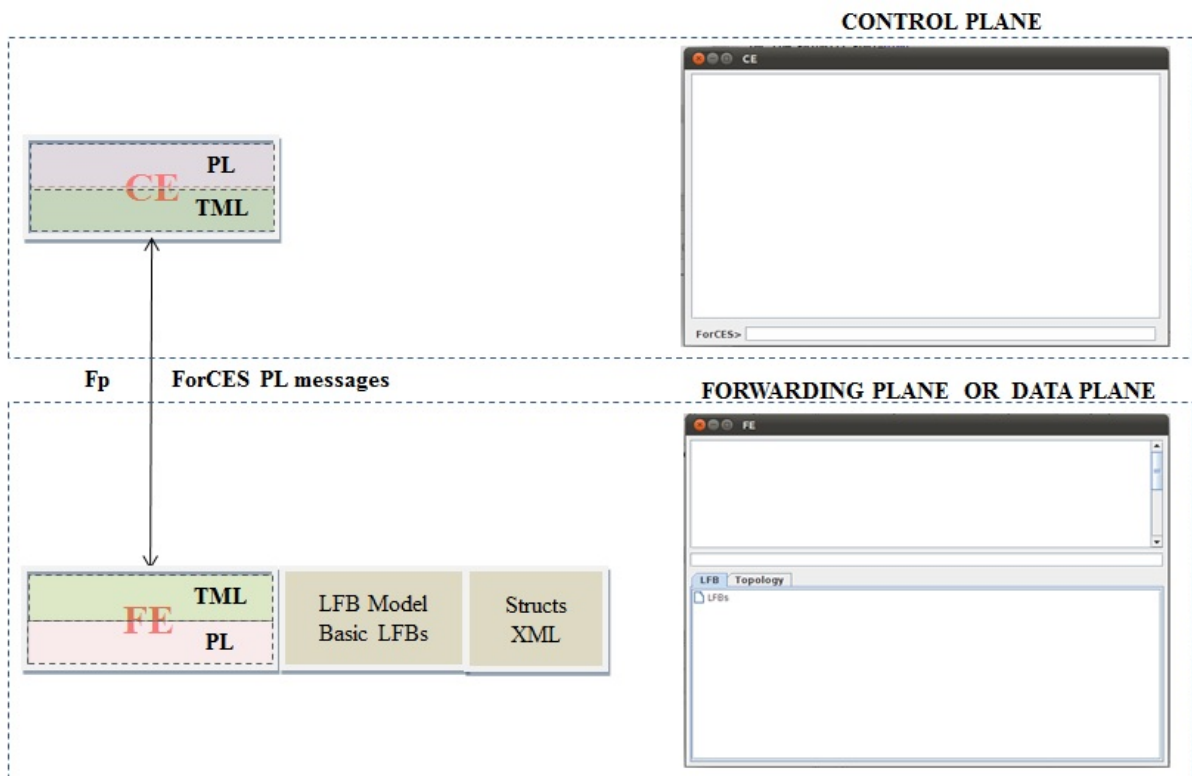 CONTROL PLANE
CE
PL
CE
TML
ForCES>
Fp
ForCES PL messages
FORWARDING PLANE OR DATA PLANE
FE
LFB
Topology
LFBs
TML
FE
PL
LFB Model
Basic LFBs
Structs
XML